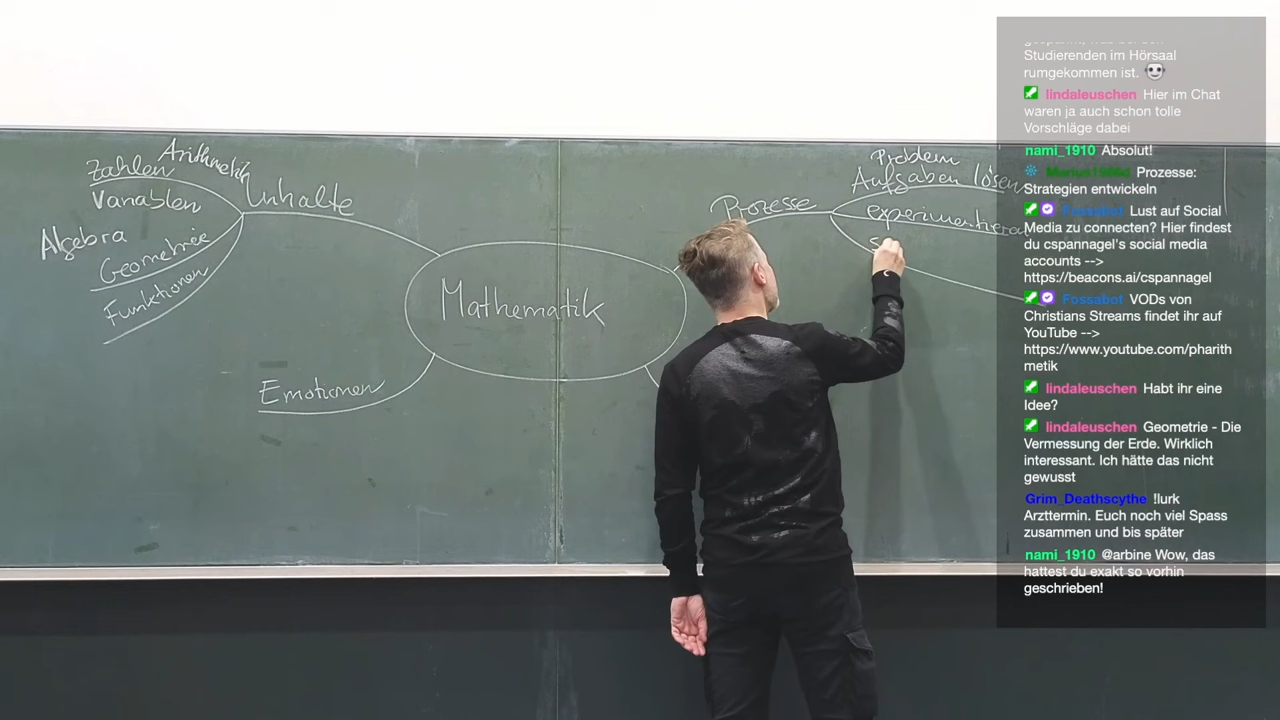 Arithmetik
Zahlen
Variablen
Algebra
Geometrie
Funktionen
Inhalte
Emotionen
Mathematik
Prozesse
Problem
Aufgaben lösen
experimentieren
Studierenden im Hörsaal
rumgekommen ist.
lindaleuschen Hier im Chat
waren ja auch schon tolle
Vorschläge dabei
nami_1910 Absolut!
Prozesse:
Strategien entwickeln
Fossabot Lust auf Social
Media zu connecten? Hier findest
du cspannagel's social media
accounts -->
https://beacons.ai/cspannagel
Fossabot VODs von
Christians Streams findet ihr auf
YouTube -->
https://www.youtube.com/pharith
metik
lindaleuschen Habt ihr eine
Idee?
lindaleuschen Geometrie - Die
Vermessung der Erde. Wirklich
interessant. Ich hätte das nicht
gewusst
Grim_Deathscythe !lurk
Arzttermin. Euch noch viel Spass
zusammen und bis später
nami_1910 @arbine Wow, das
hattest du exakt so vorhin
geschrieben!